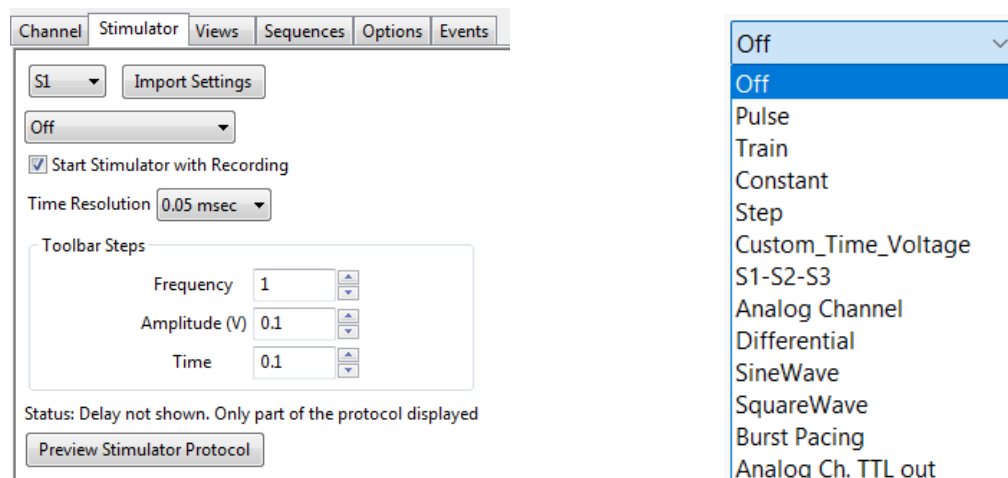 Channel Stimulator Views Sequences Options Events
S1 Import Settings
Off
Start Stimulator with Recording
Time Resolution 0.05 msec
Toolbar Steps
Frequency 1
Amplitude (V) 0.1
Time 0.1
Status: Delay not shown. Only part of the protocol displayed
Preview Stimulator Protocol
Off
Off
Pulse
Train
Constant
Step
Custom_Time_Voltage
S1-S2-S3
Analog Channel
Differential
SineWave
SquareWave
Burst Pacing
Analog Ch. TTL out